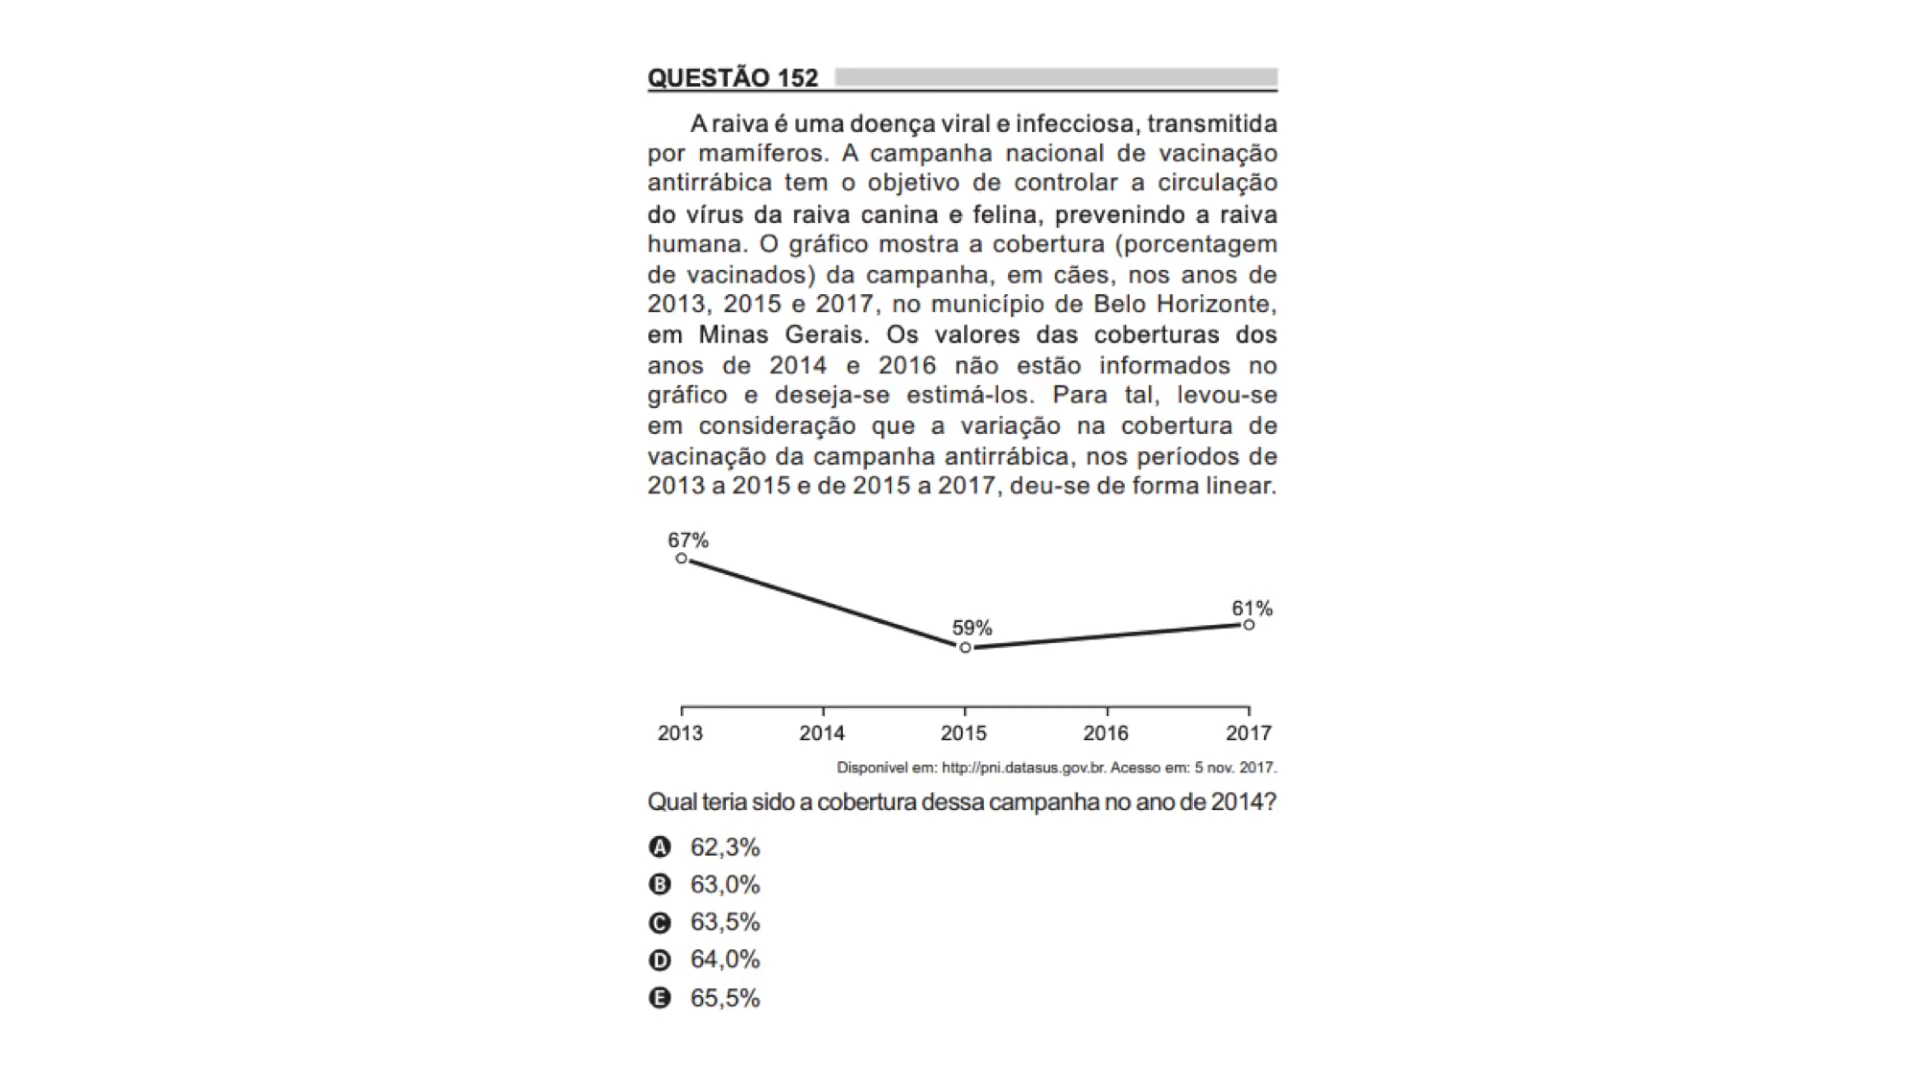 QUESTÃO 152
A raiva é uma doença viral e infecciosa, transmitida
por mamíferos. A campanha nacional de vacinação
antirrábica tem o objetivo de controlar a circulação
do vírus da raiva canina e felina, prevenindo a raiva
humana. O gráfico mostra a cobertura (porcentagem
de vacinados) da campanha, em cães, nos anos de
2013, 2015 e 2017, no município de Belo Horizonte,
em Minas Gerais. Os valores das coberturas dos
anos de 2014 e 2016 não estão informados no
gráfico e deseja-se estimá-los. Para tal, levou-se
em consideração que a variação na cobertura de
vacinação da campanha antirrábica, nos períodos de
2013 a 2015 e de 2015 a 2017, deu-se de forma linear.
67%
59%
61%
2013 2014 2015 2016 2017
Disponível em: http://pni.datasus.gov.br. Acesso em: 5 nov. 2017.
Qual teria sido a cobertura dessa campanha no ano de 2014?
A 62,3%
B 63,0%
C 63,5%
D 64,0%
E 65,5%